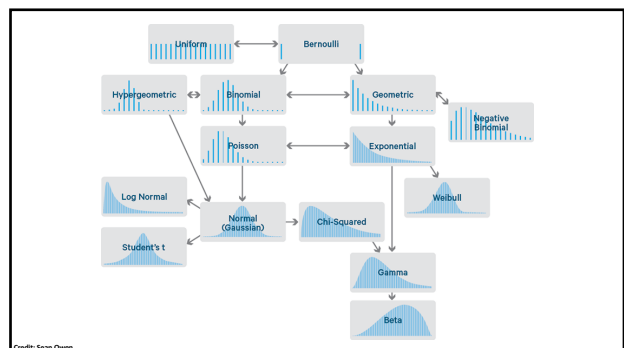 Uniform
Bernoulli
Hypergeometric
Binomial
Geometric
Negative
Binomial
Poisson
Exponential
Log Normal
Normal
(Gaussian)
Chi-Squared
Weibull
Student's t
Gamma
Beta
Credit: Sean Owen